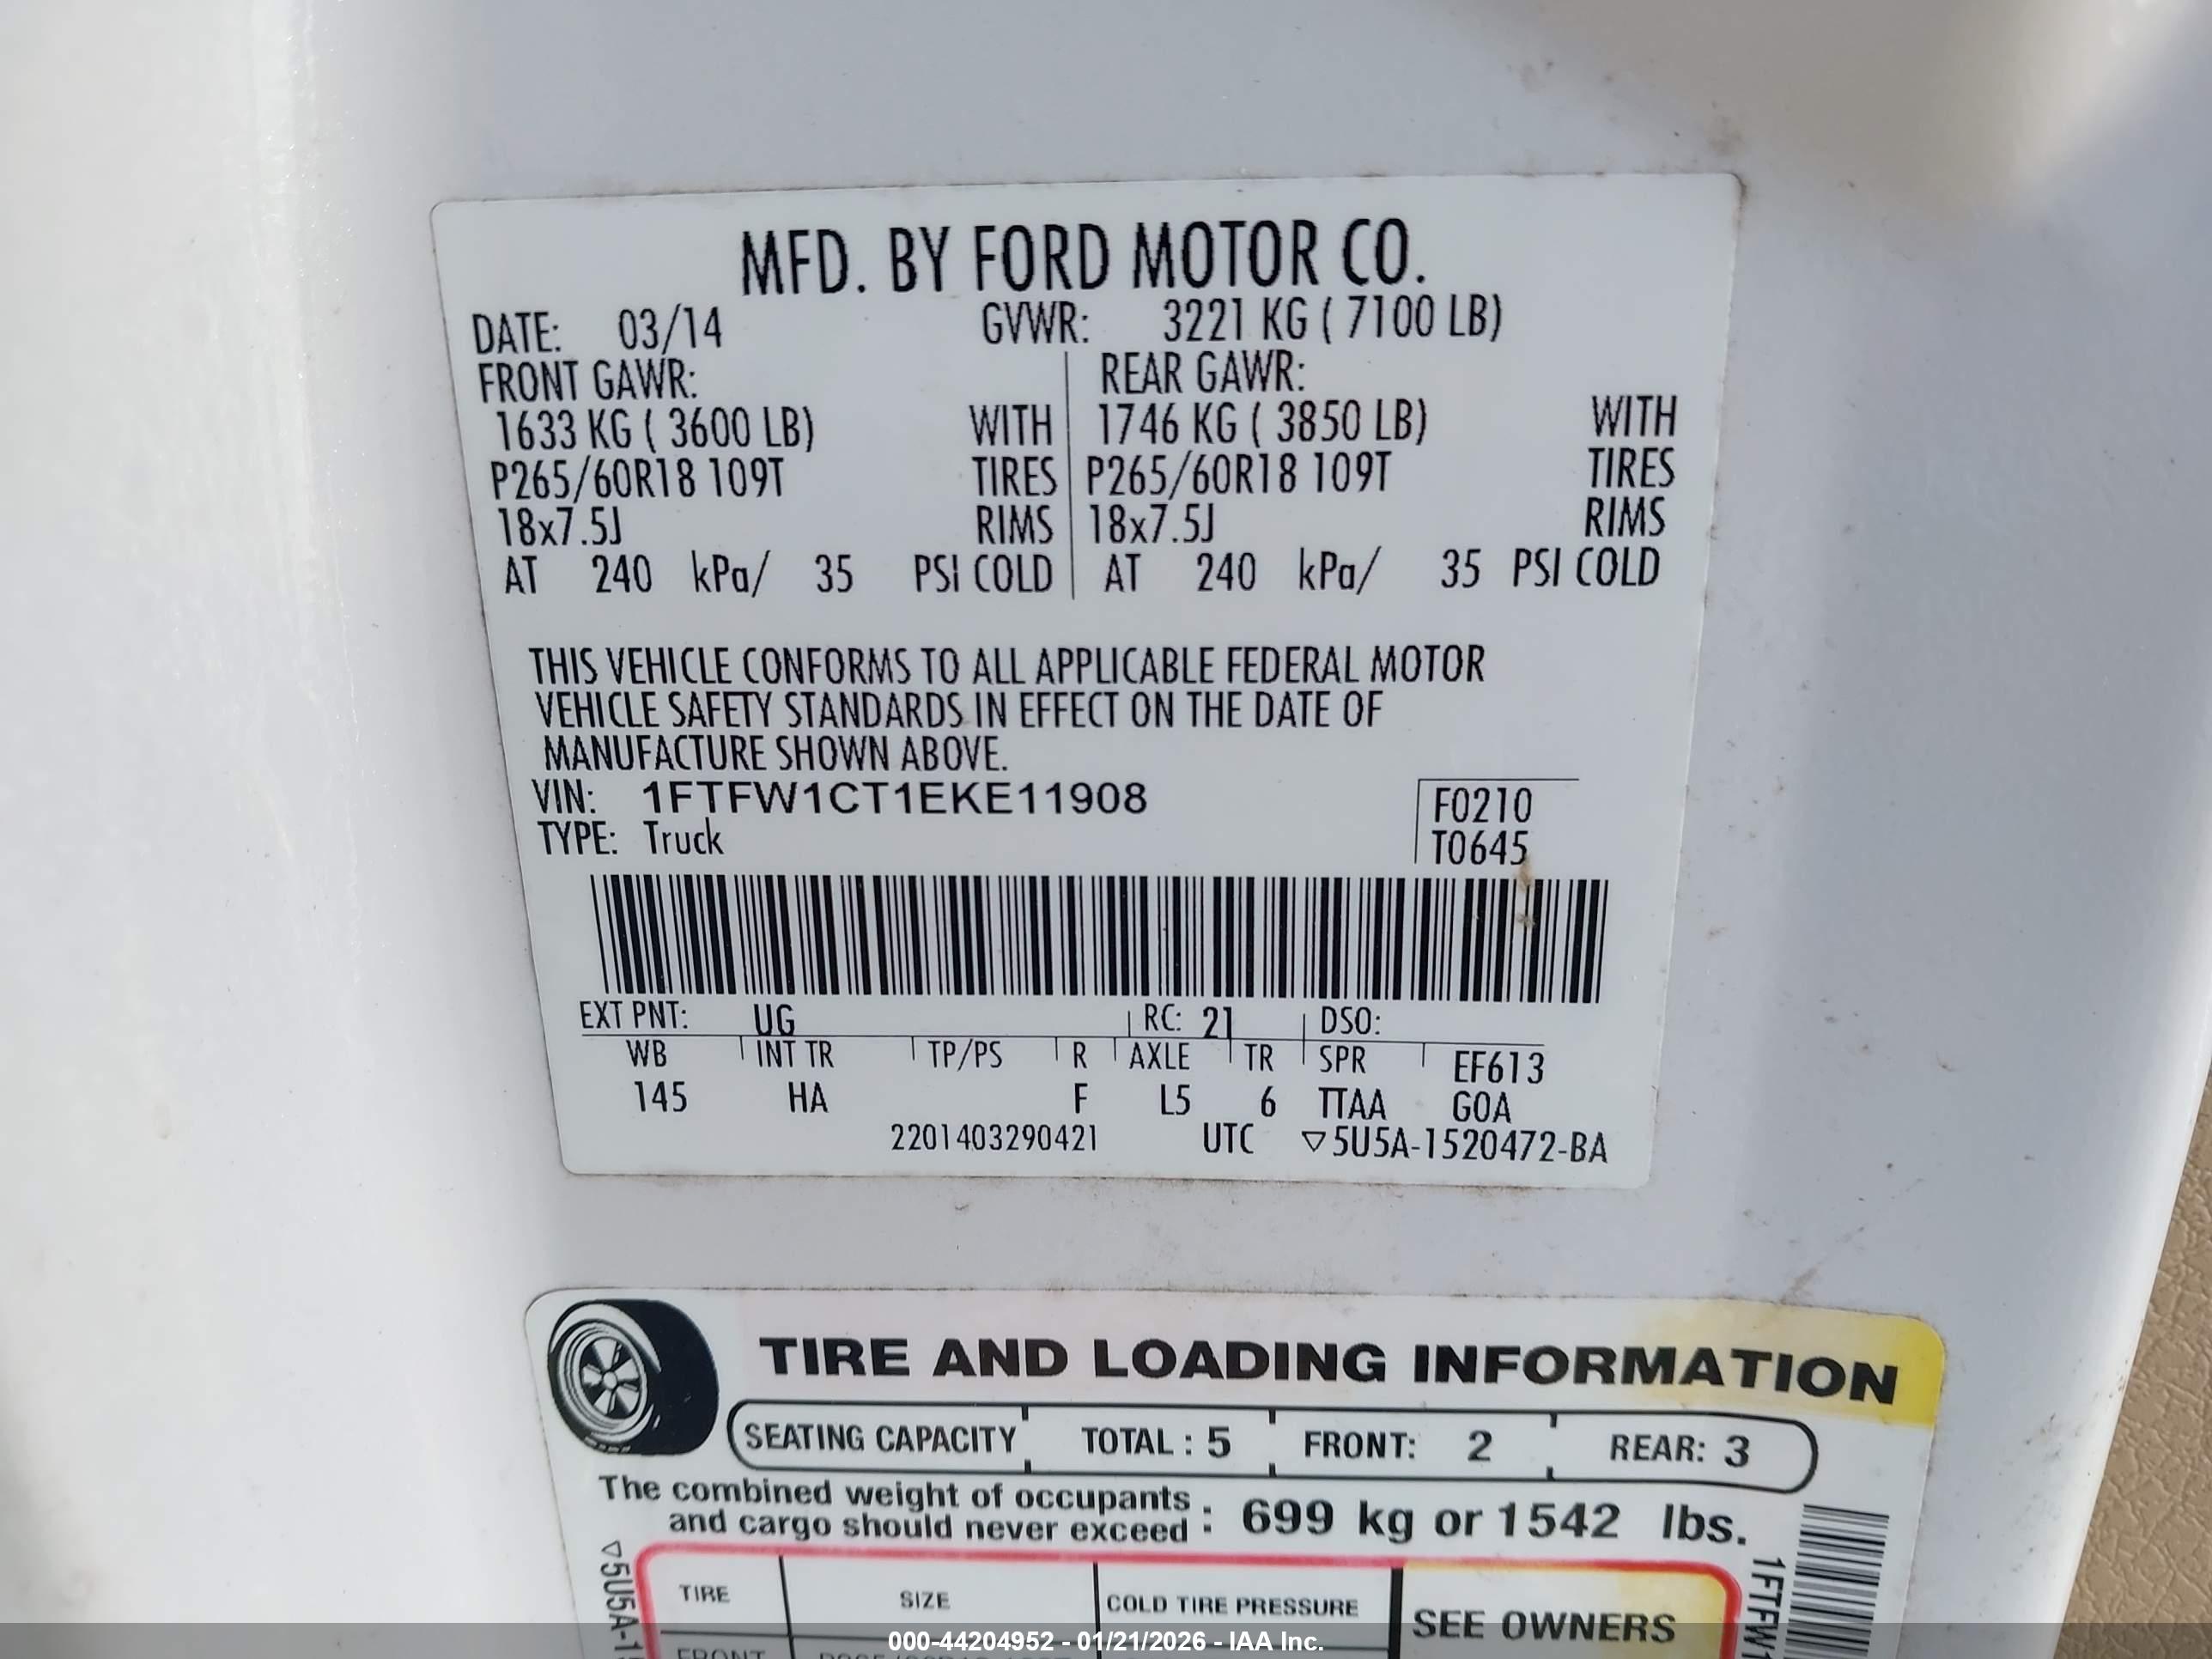 MFD. BY FORD MOTOR CO.
DATE: 03/14 GVWR: 3221 KG ( 7100 LB)
FRONT GAWR: REAR GAWR:
1633 KG ( 3600 LB) WITH 1746 KG ( 3850 LB) WITH
P265/60R18 109T TIRES P265/60R18 109T TIRES
18x7.5J RIMS 18x7.5J RIMS
AT 240 kPa/ 35 PSI COLD AT 240 kPa/ 35 PSI COLD
THIS VEHICLE CONFORMS TO ALL APPLICABLE FEDERAL MOTOR
VEHICLE SAFETY STANDARDS IN EFFECT ON THE DATE OF
MANUFACTURE SHOWN ABOVE.
VIN: 1FTFW1CT1EKE11908 F0210
TYPE: Truck T0645
EXT PNT: UG RC: 21 DSO:
WB INT TR TP/PS R AXLE TR SPR EF613
145 HA F L5 6 TTAA GOA
2201403290421 UTC ▽5U5A-1520472-BA
TIRE AND LOADING INFORMATION
SEATING CAPACITY TOTAL : 5 FRONT: 2 REAR: 3
The combined weight of occupants
and cargo should never exceed : 699 kg or 1542 lbs.
TIRE SIZE COLD TIRE PRESSURE SEE OWNERS
FRONT
▽5U5A-15
1FTFW1
000-44204952 - 01/21/2026 - IAA Inc.